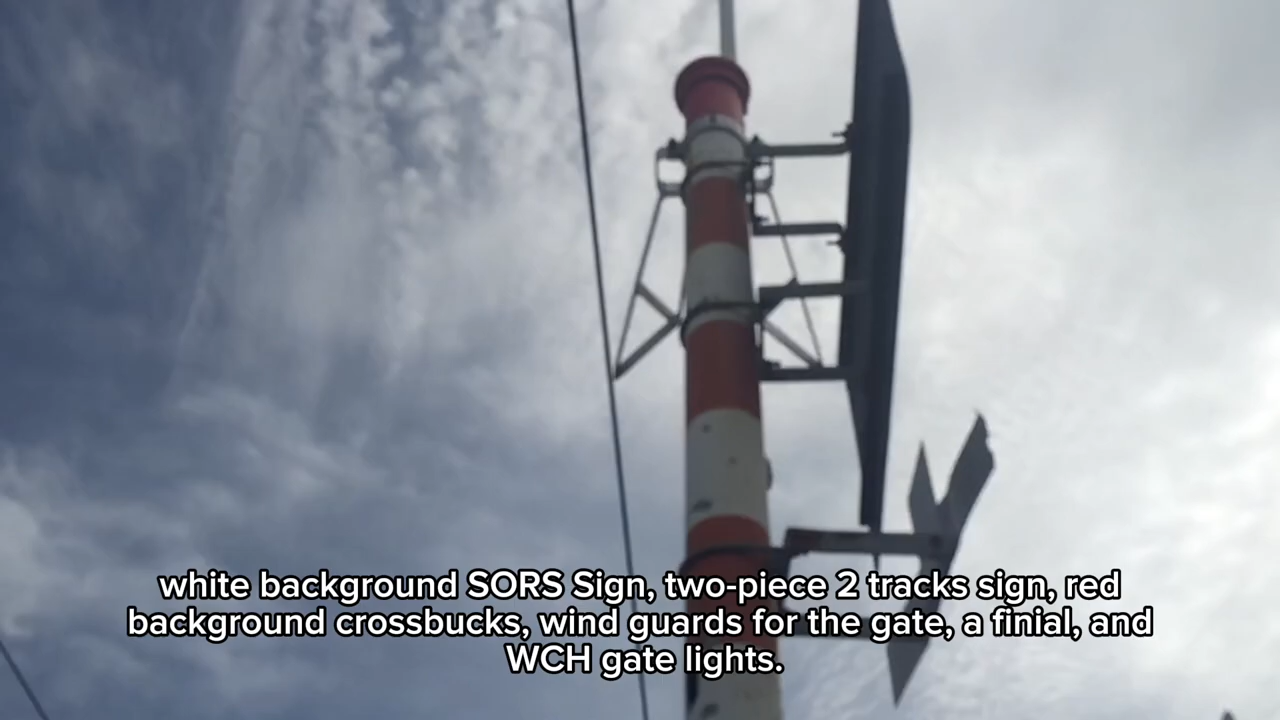 white background SORS Sign, two-piece 2 tracks sign, red
background crossbucks, wind guards for the gate, a finial, and
WCH gate lights.